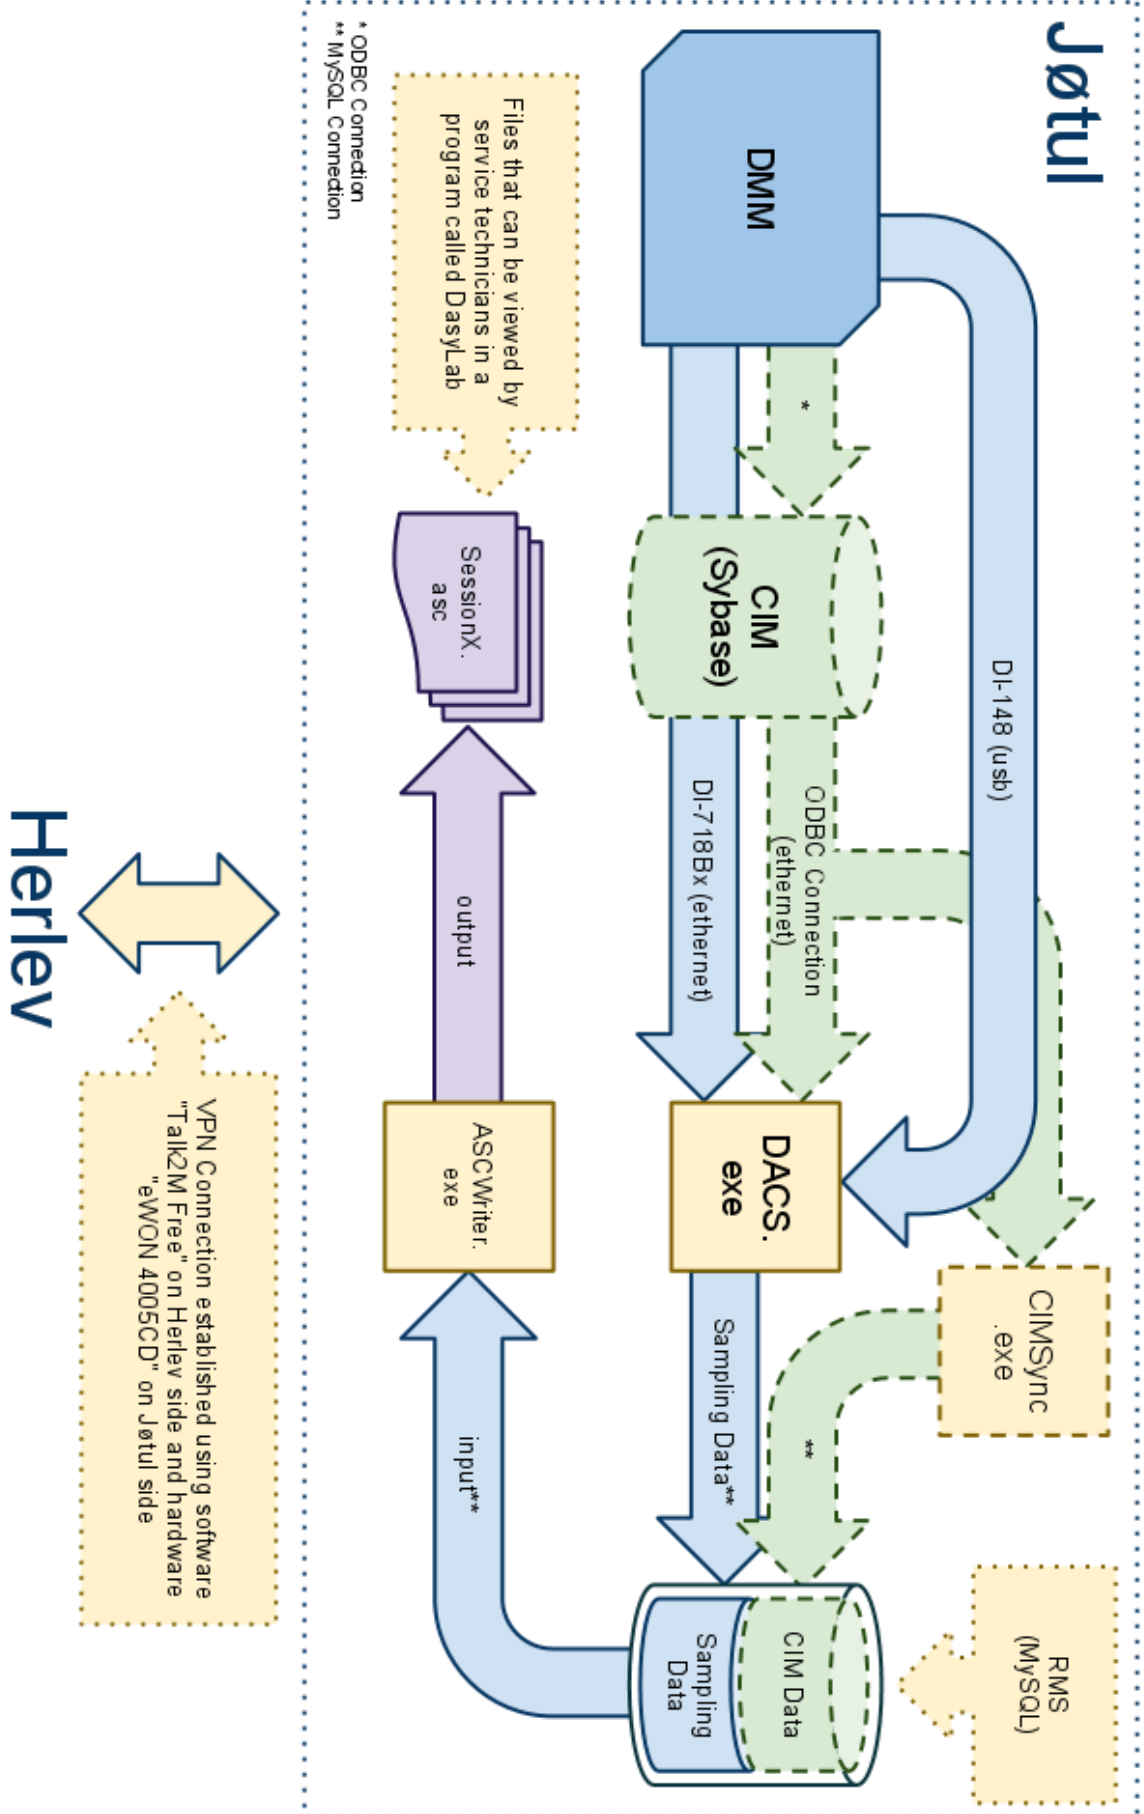 Jøtul
DI-148 (usb)
CIMSync
.exe
RMS
(MySQL)
DMM
*
CIM
(Sybase)
ODBC Connection
(ethernet)
DI-718Bx (ethernet)
DACS.
exe
**
Sampling Data**
CIM Data
Sampling
Data
Files that can be viewed by
service technicians in a
program called DasyLab
SessionX.
asc
output
ASCWriter.
exe
input**
* ODBC Connection
** MySQL Connection
VPN Connection established using software
"Talk2M Free" on Herlev side and hardware
"eWON 4005CD" on Jøtul side
Herlev